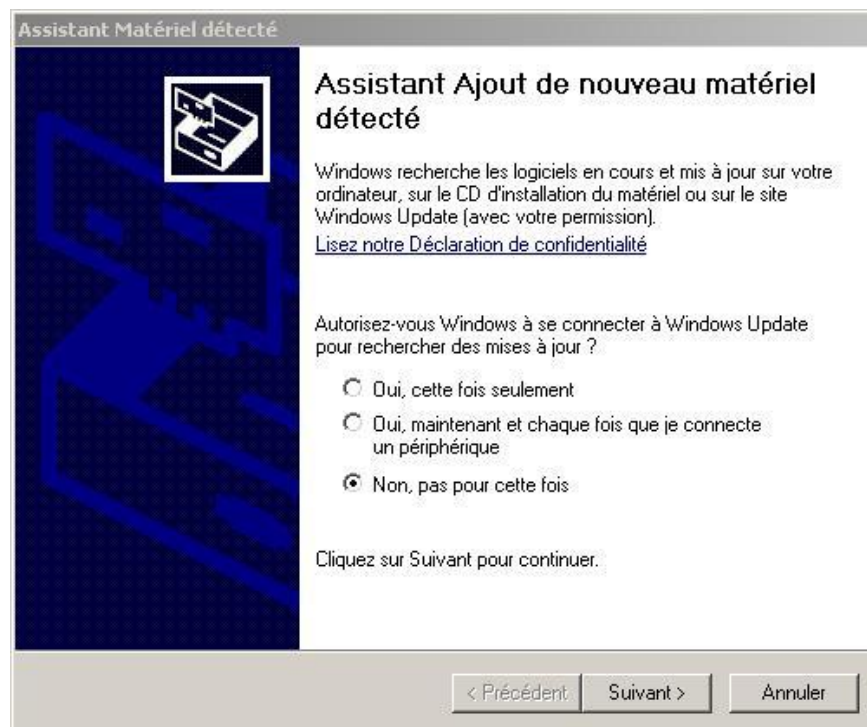 Assistant Matériel détecté
Assistant Ajout de nouveau matériel
détecté
Windows recherche les logiciels en cours et mis à jour sur votre
ordinateur, sur le CD d'installation du matériel ou sur le site
Windows Update (avec votre permission).
Lisez notre Déclaration de confidentialité
Autorisez-vous Windows à se connecter à Windows Update
pour rechercher des mises à jour ?
Oui, cette fois seulement
Oui, maintenant et chaque fois que je connecte
un périphérique
Non, pas pour cette fois
Cliquez sur Suivant pour continuer.
< Précédent Suivant > Annuler